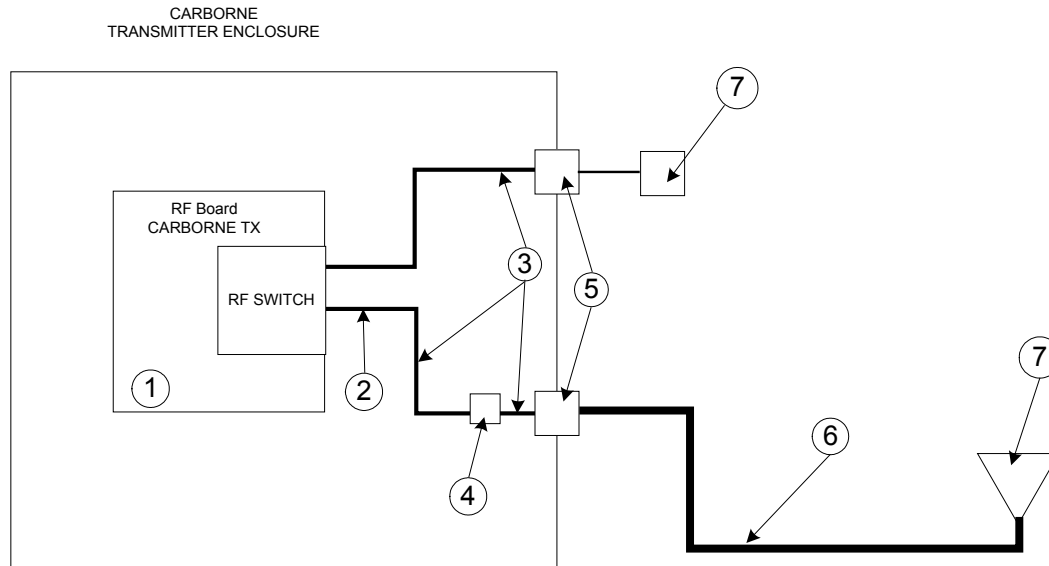 CARBORNE
TRANSMITTER ENCLOSURE
7
RF Board
CARBORNE TX
3
RF SWITCH
5
1
2
7
6
4